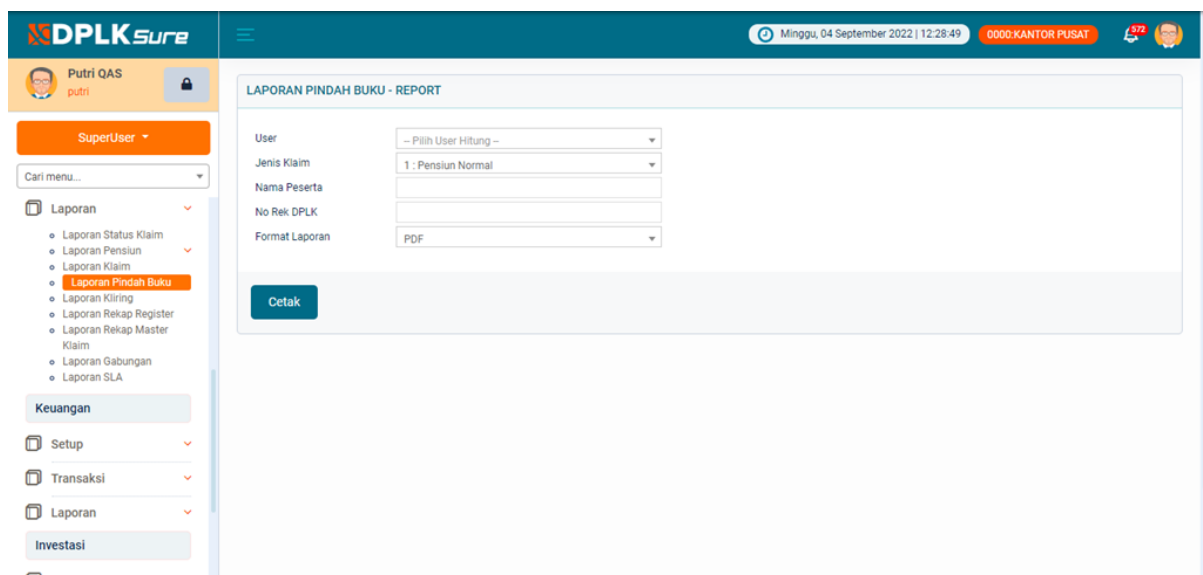 DPLKSure
Minggu, 04 September 2022 | 12:28:49
0000:KANTOR PUSAT
572
Putri QAS
putri
SuperUser
Cari menu...
Laporan
Laporan Status Klaim
Laporan Pensiun
Laporan Klaim
Laporan Pindah Buku
Laporan Kliring
Laporan Rekap Register
Laporan Rekap Master
Klaim
Laporan Gabungan
Laporan SLA
Keuangan
Setup
Transaksi
Laporan
Investasi
LAPORAN PINDAH BUKU - REPORT
User
-- Pilih User Hitung --
Jenis Klaim
1 : Pensiun Normal
Nama Peserta
No Rek DPLK
Format Laporan
PDF
Cetak